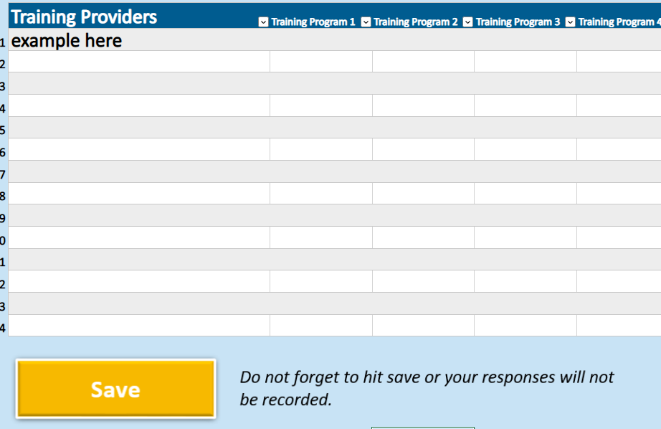 Training Providers Training Program 1 Training Program 2 Training Program 3 Training Program 4
1 example here
2
3
4
5
6
7
8
9
0
1
2
3
4
Save
Do not forget to hit save or your responses will not
be recorded.